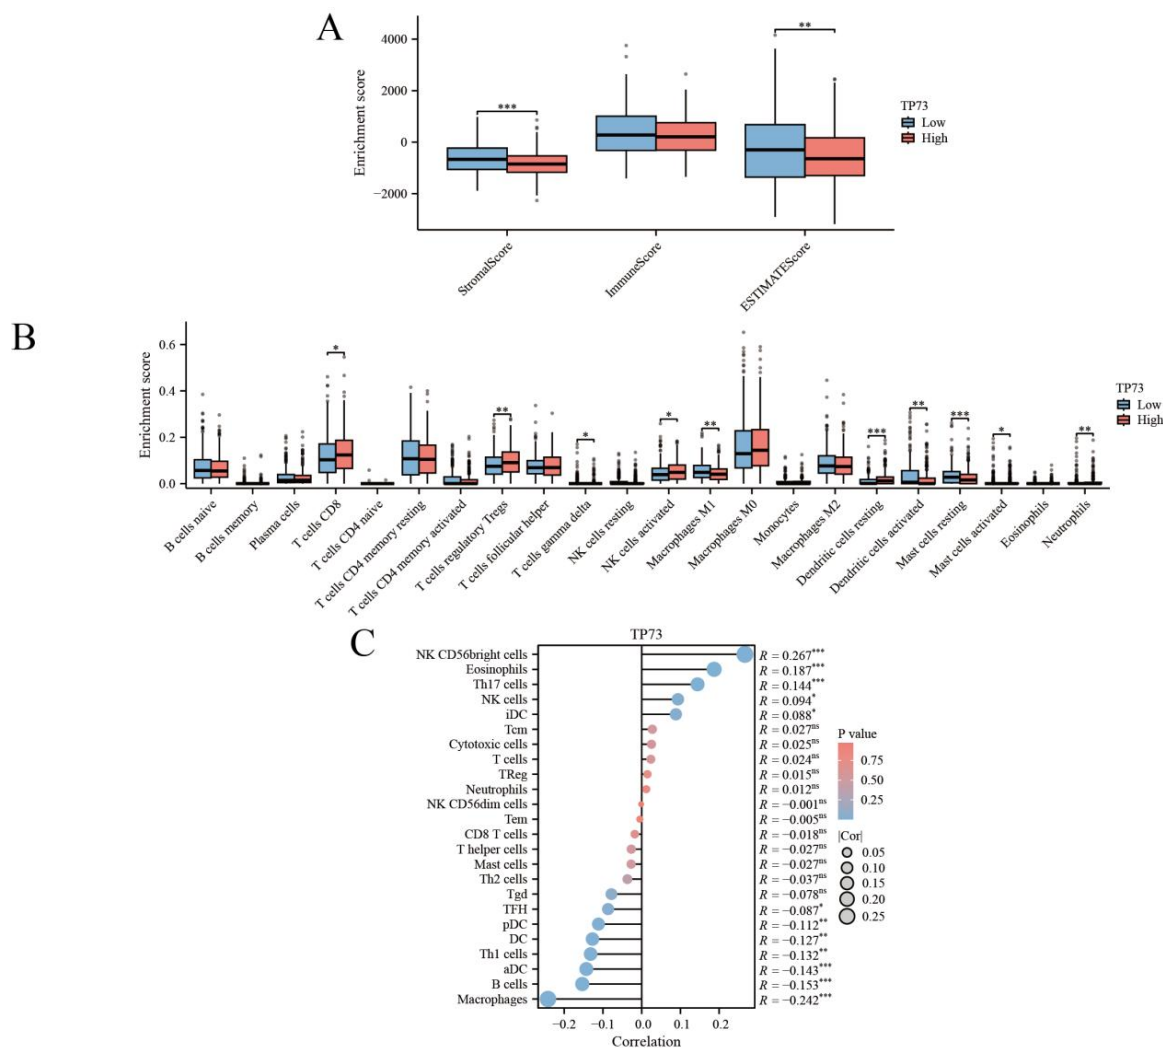 A
Enrichment score
4000
2000
0
−2000
***
**
TP73
Low
High
StromalScore
ImmuneScore
ESTIMATEScore
B
Enrichment score
0.6
0.4
0.2
0.0
*
**
*
*
**
***
**
***
*
**
TP73
Low
High
B cells naive
B cells memory
Plasma cells
T cells CD8
T cells CD4 naive
T cells CD4 memory resting
T cells CD4 memory activated
T cells regulatory Tregs
T cells follicular helper
T cells gamma delta
NK cells resting
NK cells activated
Macrophages M1
Macrophages M0
Monocytes
Macrophages M2
Dendritic cells resting
Dendritic cells activated
Mast cells resting
Mast cells activated
Eosinophils
Neutrophils
C
TP73
NK CD56bright cells R = 0.267***
Eosinophils R = 0.187***
Th17 cells R = 0.144***
NK cells R = 0.094*
iDC R = 0.088*
Tcm R = 0.027ns
Cytotoxic cells R = 0.025ns
T cells R = 0.024ns
TReg R = 0.015ns
Neutrophils R = 0.012ns
NK CD56dim cells R = −0.001ns
Tem R = −0.005ns
CD8 T cells R = −0.018ns
T helper cells R = −0.027ns
Mast cells R = −0.027ns
Th2 cells R = −0.037ns
Tgd R = −0.078ns
TFH R = −0.087*
pDC R = −0.112**
DC R = −0.127**
Th1 cells R = −0.132**
aDC R = −0.143***
B cells R = −0.153***
Macrophages R = −0.242***
−0.2 −0.1 0.0 0.1 0.2
Correlation
P value
0.75
0.50
0.25
|Cor|
0.05
0.10
0.15
0.20
0.25